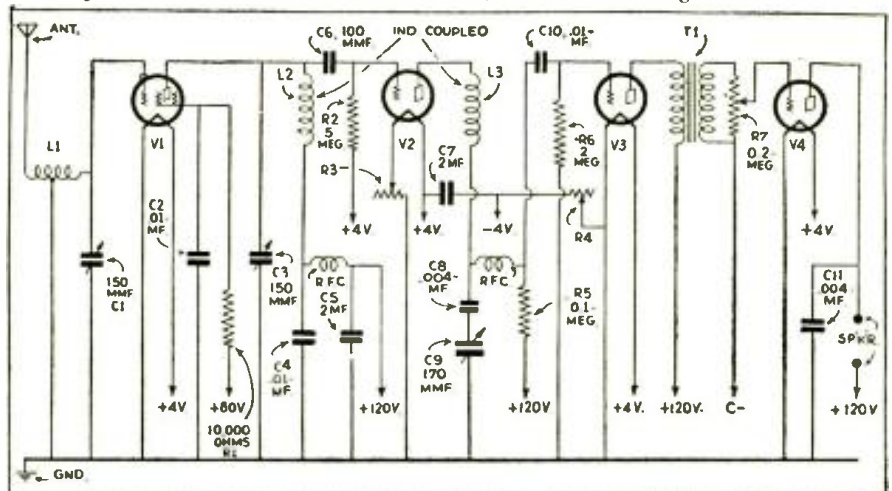 ANT.
C6, 100
MMF
IND COUPLED
C10, .01-
MF.
T1
L2
L3
L1
V1
R2
5
MEG
V2
R6
2
MEG
V3
R7
0.2-
MEG
V4
C2
.01-
MF
R3-
C7
2 MF
+4V
+4V
-4V
R4
+4V
150
MMF
C1
C3
150
MMF
RFC
C5
2MF
C8
.004-
MF
RFC
R5
0.1-
MEG
C11
.004
MF.
SPKR.
C4
.01-
MF
C9
170
MMF
+4V
+80V
+120V
+120V
+4V.
+120V.
C-
+120V
10,000
OHMS
R1
GND.